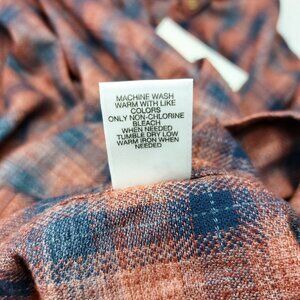 MACHINE WASH
WARM WITH LIKE
COLORS
ONLY NON-CHLORINE
BLEACH
WHEN NEEDED
TUMBLE DRY LOW
WARM IRON WHEN
NEEDED